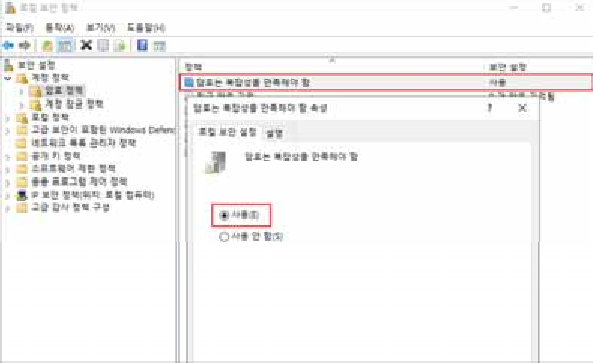 로컬 보안 정책
파일(F) 동작(A) 보기(V) 도움말(H)
보안 설정
계정 정책
암호 정책
계정 잠금 정책
로컬 정책
고급 보안이 포함된 Windows Defend
네트워크 목록 관리자 정책
공개 키 정책
소프트웨어 제한 정책
응용 프로그램 제어 정책
IP 보안 정책(위치: 로컬 컴퓨터)
고급 감사 정책 구성
정책 보안 설정
암호는 복잡성을 만족해야 함 사용
암호는 복잡성을 만족해야 함 속성
로컬 보안 설정 설명
암호는 복잡성을 만족해야 함
사용(E)
사용 안 함(S)